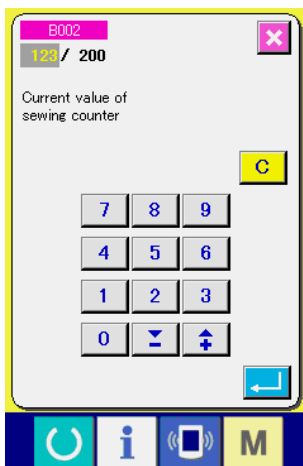 B002
123/ 200
Current value of
sewing counter
C
7 8 9
4 5 6
1 2 3
0 - +
i M